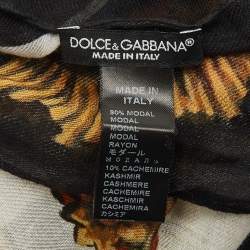 DOLCE & GABBANA
MADE IN ITALY
MADE IN
ITALY
90% MODAL
MODAL
MODAL
RAYON
モダール
МОДАЛЬ
10% CACHEMIRE
KASHMIR
CASHMERE
CACHEMIRE
KASCHMIR
CACHEMIRA
カシミア